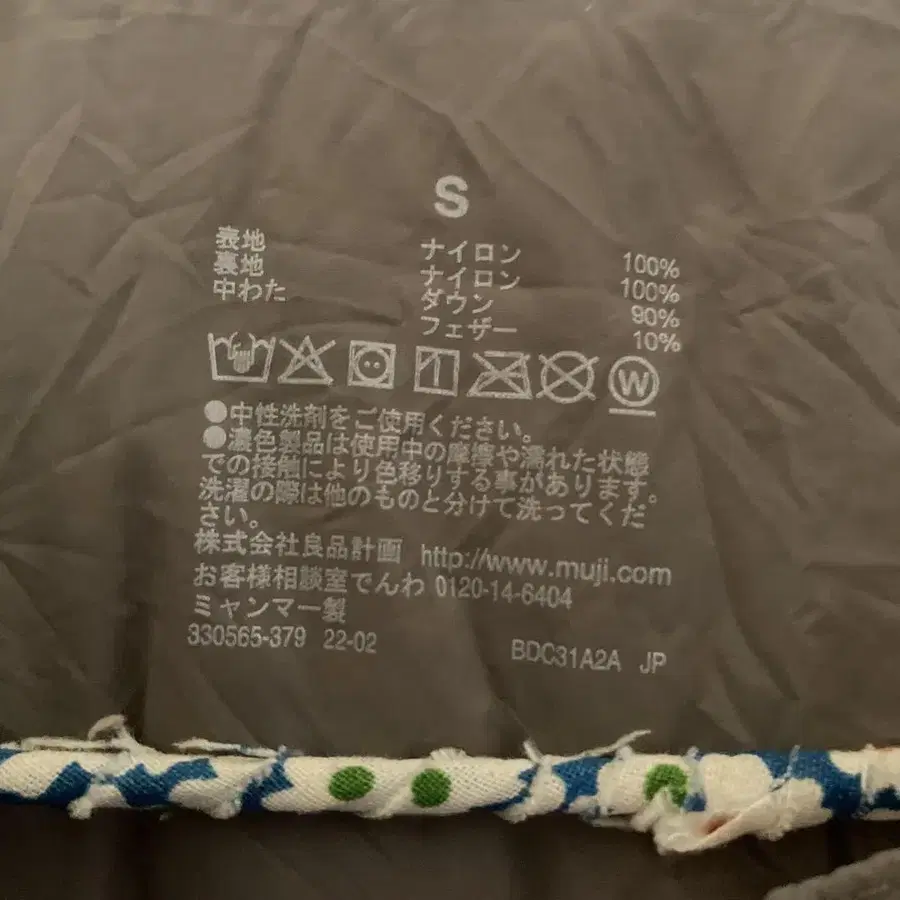 S
表地 ナイロン 100%
裏地 ナイロン 100%
中わた ダウン 90%
フェザー 10%
W
●中性洗剤をご使用ください。
●濃色製品は使用中の摩擦や濡れた状態
での接触により色移りする事があります。
洗濯の際は他のものと分けて洗ってくだ
さい。
株式会社良品計画 http://www.muji.com
お客様相談室でんわ 0120-14-6404
ミャンマー製
330565-379 22-02 BDC31A2A JP